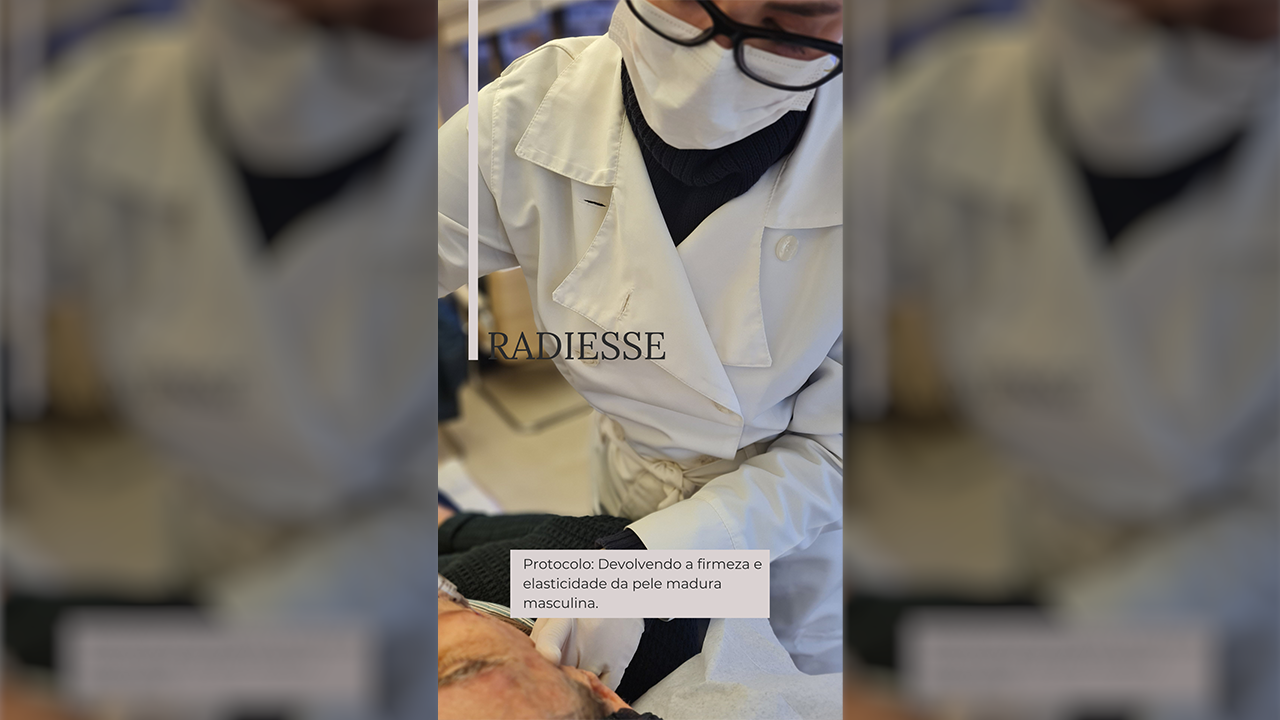 RADIESSE
Protocolo: Devolvendo a firmeza e
elasticidade da pele madura
masculina.